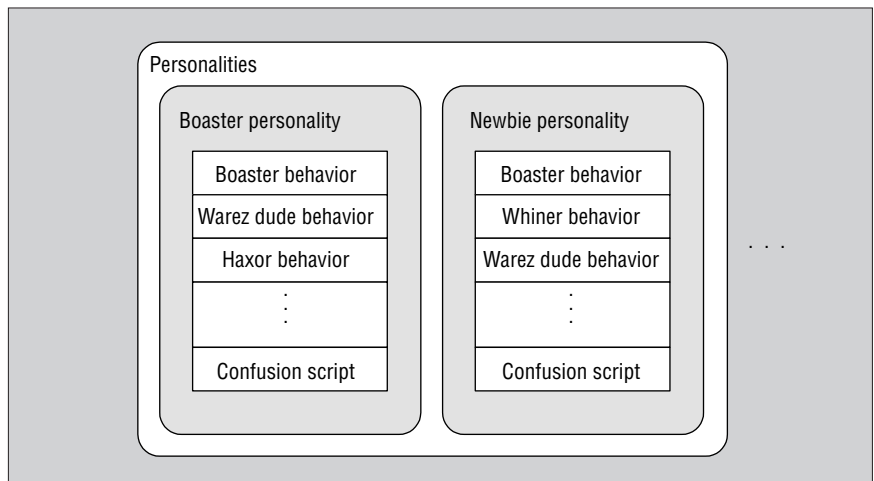 Personalities
Boaster personality
Boaster behavior
Warez dude behavior
Haxor behavior
.
.
.
Confusion script
Newbie personality
Boaster behavior
Whiner behavior
Warez dude behavior
.
.
.
Confusion script
. . .